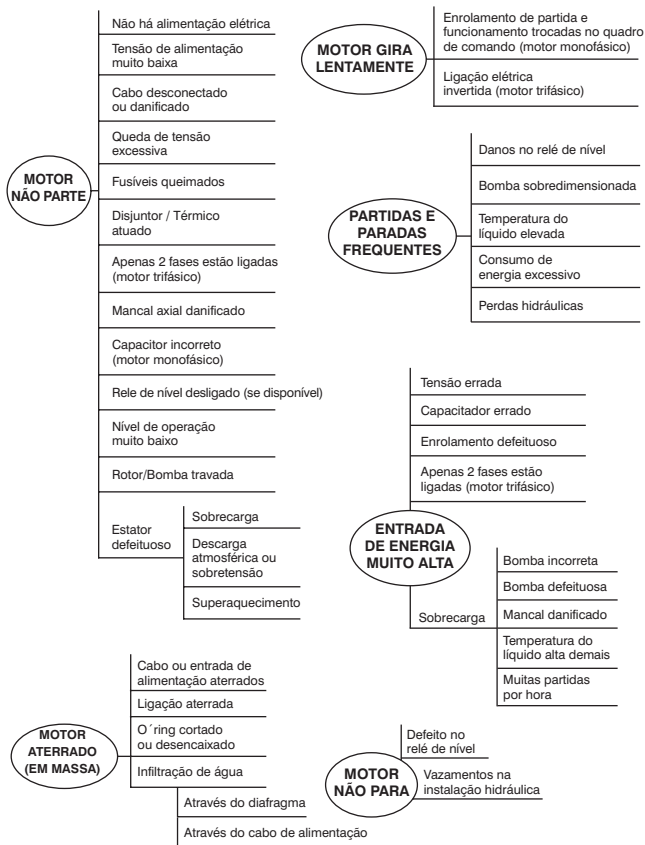 MOTOR
NÃO PARTE
Não há alimentação elétrica
Tensão de alimentação
muito baixa
Cabo desconectado
ou danificado
Queda de tensão
excessiva
Fusíveis queimados
Disjuntor / Térmico
atuado
Apenas 2 fases estão ligadas
(motor trifásico)
Mancal axial danificado
Capacitor incorreto
(motor monofásico)
Rele de nível desligado (se disponível)
Nível de operação
muito baixo
Rotor/Bomba travada
Estator
defeituoso
Sobrecarga
Descarga
atmosférica ou
sobretensão
Superaquecimento
MOTOR GIRA
LENTAMENTE
Enrolamento de partida e
funcionamento trocadas no quadro
de comando (motor monofásico)
Ligação elétrica
invertida (motor trifásico)
PARTIDAS E
PARADAS
FREQUENTES
Danos no relé de nível
Bomba sobredimensionada
Temperatura do
líquido elevada
Consumo de
energia excessivo
Perdas hidráulicas
ENTRADA
DE ENERGIA
MUITO ALTA
Tensão errada
Capacitador errado
Enrolamento defeituoso
Apenas 2 fases estão
ligadas (motor trifásico)
Sobrecarga
Bomba incorreta
Bomba defeituosa
Mancal danificado
Temperatura do
líquido alta demais
Muitas partidas
por hora
MOTOR
ATERRADO
(EM MASSA)
Cabo ou entrada de
alimentação aterrados
Ligação aterrada
O´ring cortado
ou desencaixado
Infiltração de água
Através do diafragma
Através do cabo de alimentação
MOTOR
NÃO PARA
Defeito no
relé de nível
Vazamentos na
instalação hidráulica